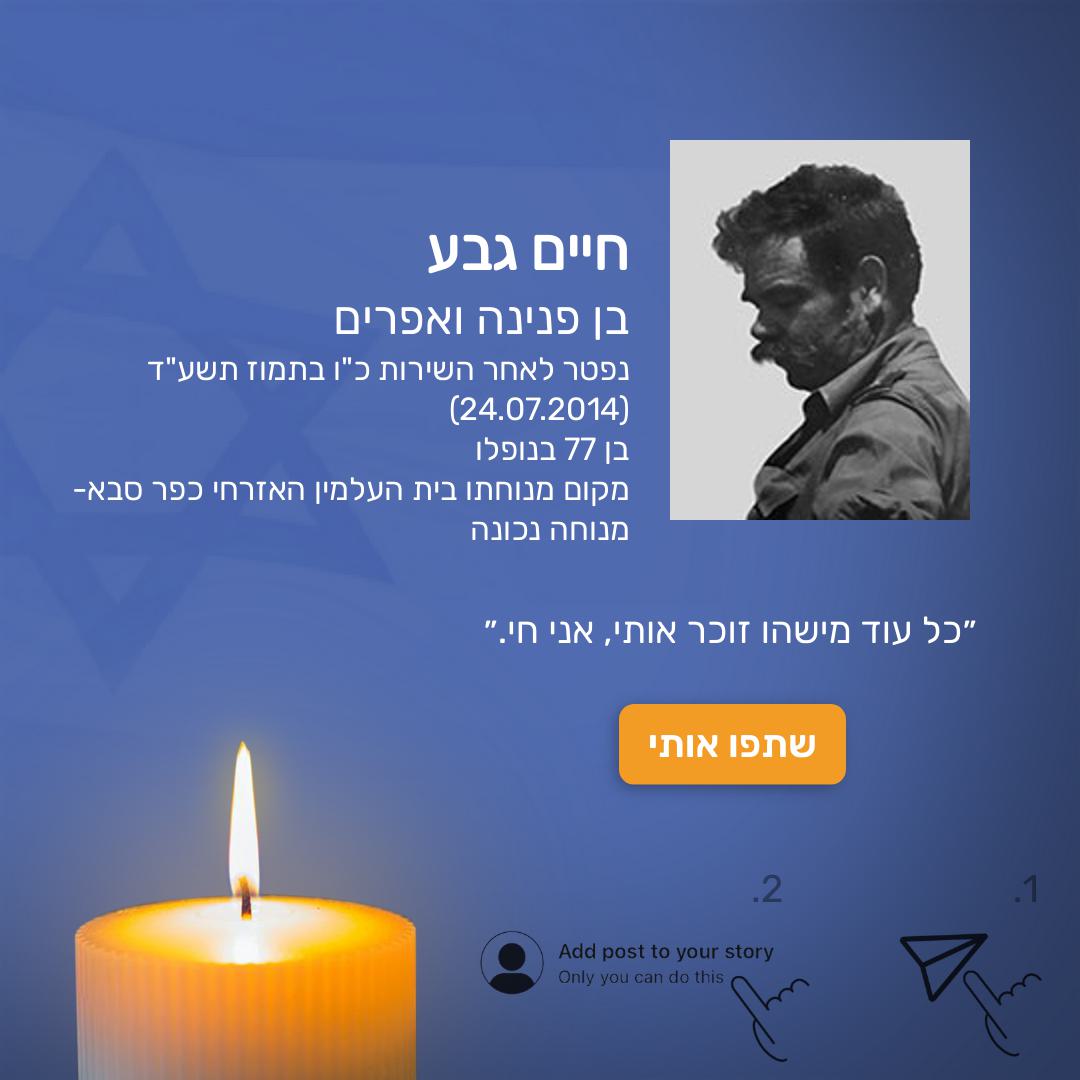 חיים גבע
בן פנינה ואפרים
נפטר לאחר השירות כ"ו בתמוז תשע"ד
(24.07.2014)
בן 77 בנופלו
מקום מנוחתו בית העלמין האזרחי כפר סבא-
מנוחה נכונה
״כל עוד מישהו זוכר אותי, אני חי.״
שתפו אותי
.1
.2
Add post to your story
Only you can do this